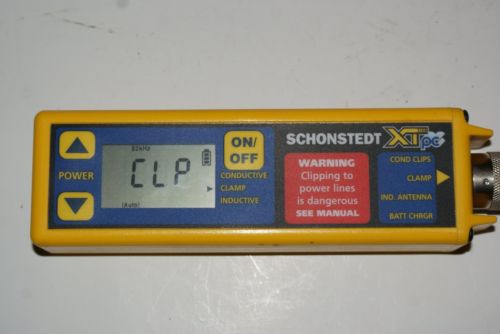 POWER
82kHz
CLP
(Auto)
ON/
OFF
CONDUCTIVE
CLAMP
INDUCTIVE
SCHONSTEDT XTpc
WARNING
Clipping to
power lines
is dangerous
SEE MANUAL
COND CLIPS
CLAMP
IND. ANTENNA
BATT CHRGR